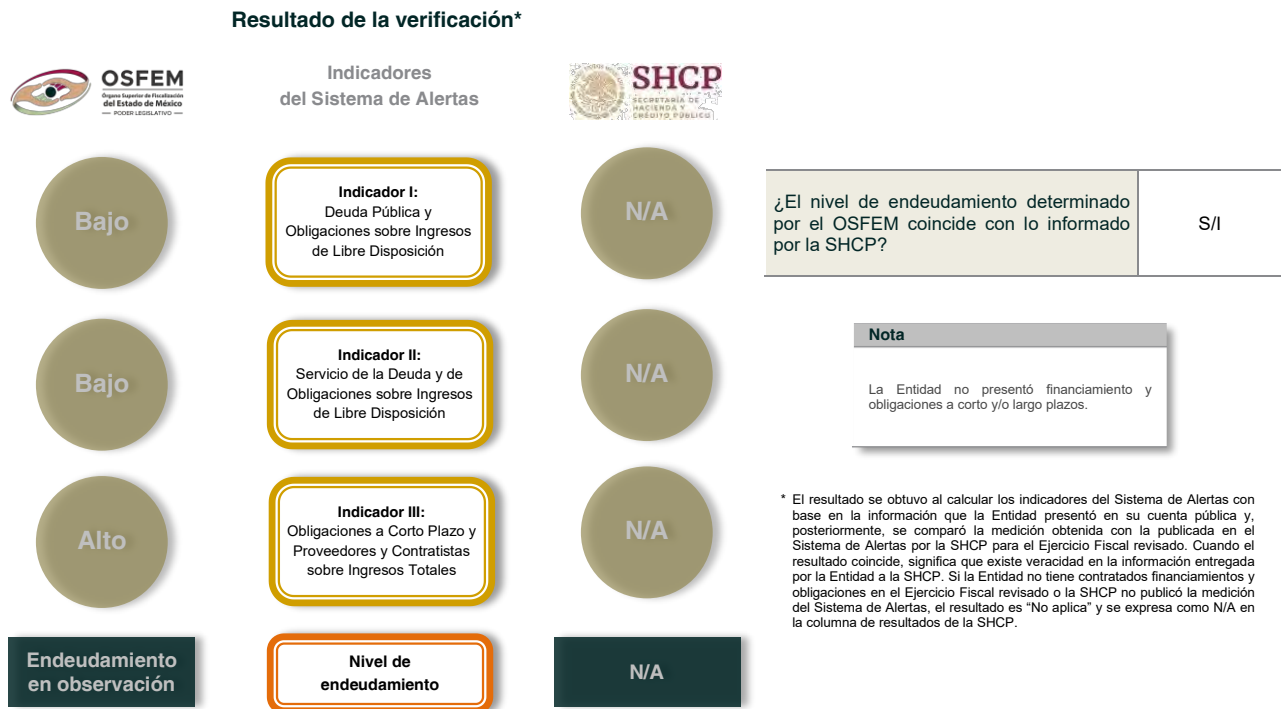 Resultado de la verificación*
OSFEM
Órgano Superior de Fiscalización
del Estado de México
— PODER LEGISLATIVO —
Indicadores
del Sistema de Alertas
SHCP
SECRETARÍA DE
HACIENDA Y
CRÉDITO PÚBLICO
Bajo
Indicador I:
Deuda Pública y
Obligaciones sobre Ingresos
de Libre Disposición
N/A
¿El nivel de endeudamiento determinado
por el OSFEM coincide con lo informado
por la SHCP?
S/I
Bajo
Indicador II:
Servicio de la Deuda y de
Obligaciones sobre Ingresos
de Libre Disposición
N/A
Nota
La Entidad no presentó financiamiento y
obligaciones a corto y/o largo plazos.
Alto
Indicador III:
Obligaciones a Corto Plazo y
Proveedores y Contratistas
sobre Ingresos Totales
N/A
* El resultado se obtuvo al calcular los indicadores del Sistema de Alertas con
base en la información que la Entidad presentó en su cuenta pública y,
posteriormente, se comparó la medición obtenida con la publicada en el
Sistema de Alertas por la SHCP para el Ejercicio Fiscal revisado. Cuando el
resultado coincide, significa que existe veracidad en la información entregada
por la Entidad a la SHCP. Si la Entidad no tiene contratados financiamientos y
obligaciones en el Ejercicio Fiscal revisado o la SHCP no publicó la medición
del Sistema de Alertas, el resultado es “No aplica” y se expresa como N/A en
la columna de resultados de la SHCP.
Endeudamiento
en observación
Nivel de
endeudamiento
N/A